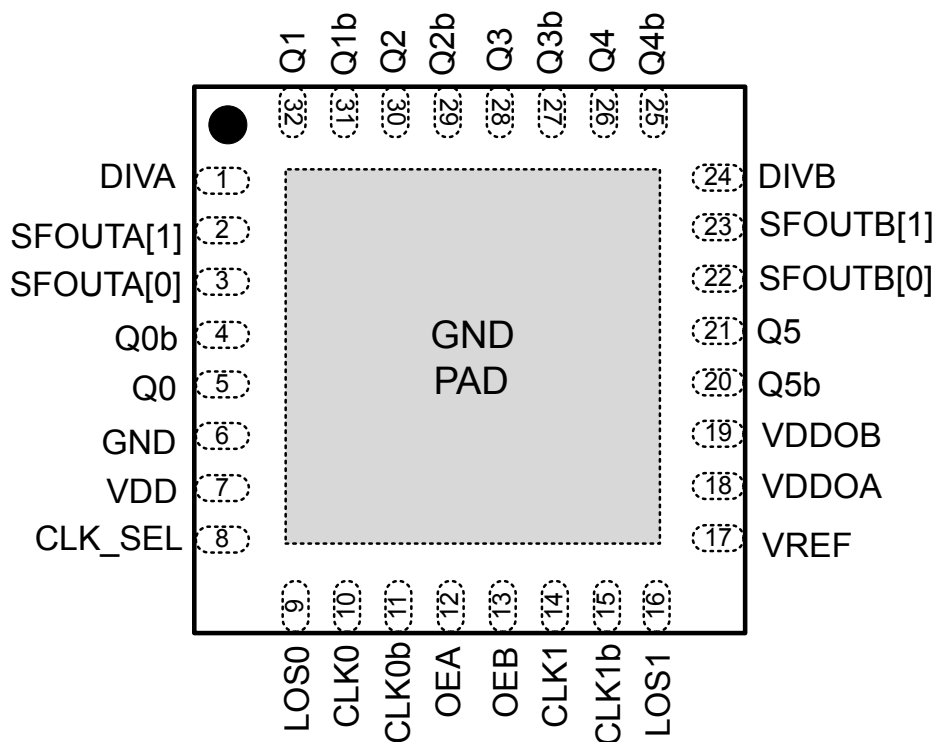 Q1
Q1b
Q2
Q2b
Q3
Q3b
Q4
Q4b
32
31
30
29
28
27
26
25
DIVA 1
SFOUTA[1] 2
SFOUTA[0] 3
Q0b 4
Q0 5
GND 6
VDD 7
CLK_SEL 8
GND
PAD
24 DIVB
23 SFOUTB[1]
22 SFOUTB[0]
21 Q5
20 Q5b
19 VDDOB
18 VDDOA
17 VREF
9
10
11
12
13
14
15
16
LOS0
CLK0
CLK0b
OEA
OEB
CLK1
CLK1b
LOS1